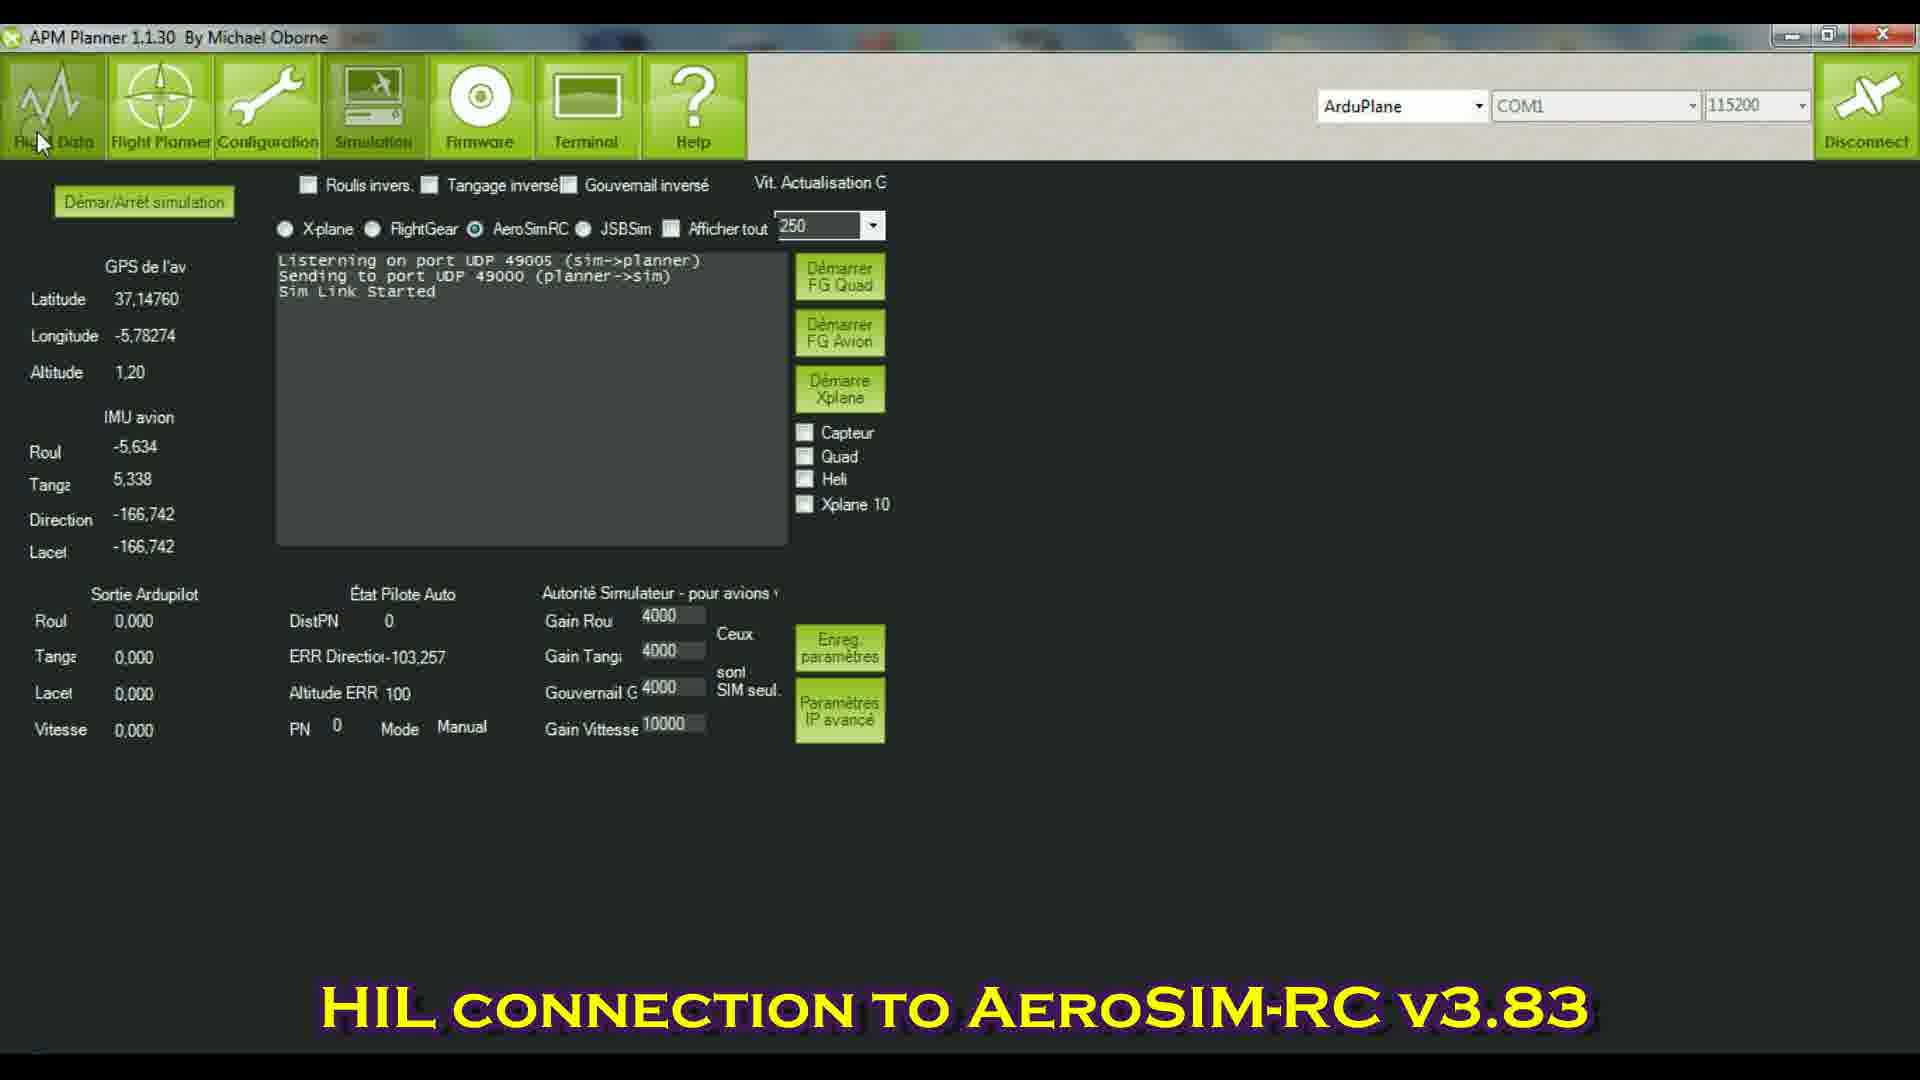 APM Planner 1.1.30 By Michael Oborne
Data
Flight Planner
Configuration
Simulation
Firmware
Terminal
Help
ArduPlane
COM1
115200
Disconnect
Démar/Arrêt simulation
Roulis invers.
Tangage inversé
Gouvernail inversé
Vit. Actualisation G
X-plane
FlightGear
AeroSimRC
JSBSim
Afficher tout
250
Listerning on port UDP 49005 (sim->planner)
Sending to port UDP 49000 (planner->sim)
Sim Link Started
Démarrer
FG Quad
Démarrer
FG Avion
Démarre
Xplane
Capteur
Quad
Heli
Xplane 10
GPS de l'av
Latitude 37,14760
Longitude -5,78274
Altitude 1,20
IMU avion
Roul -5,634
Tanga 5,338
Direction -166,742
Lacet -166,742
Sortie Ardupilot
Roul 0,000
Tanga 0,000
Lacet 0,000
Vitesse 0,000
État Pilote Auto
DistPN 0
ERR Direction -103,257
Altitude ERR 100
PN 0 Mode Manual
Autorité Simulateur - pour avions
Gain Rou 4000
Gain Tanga 4000
Gouvernail G 4000
Gain Vittesse 10000
Ceux
sont
SIM seul.
Enreg.
paramètres
Paramètres
IP avancé
HIL connection to AeroSIM-RC v3.83